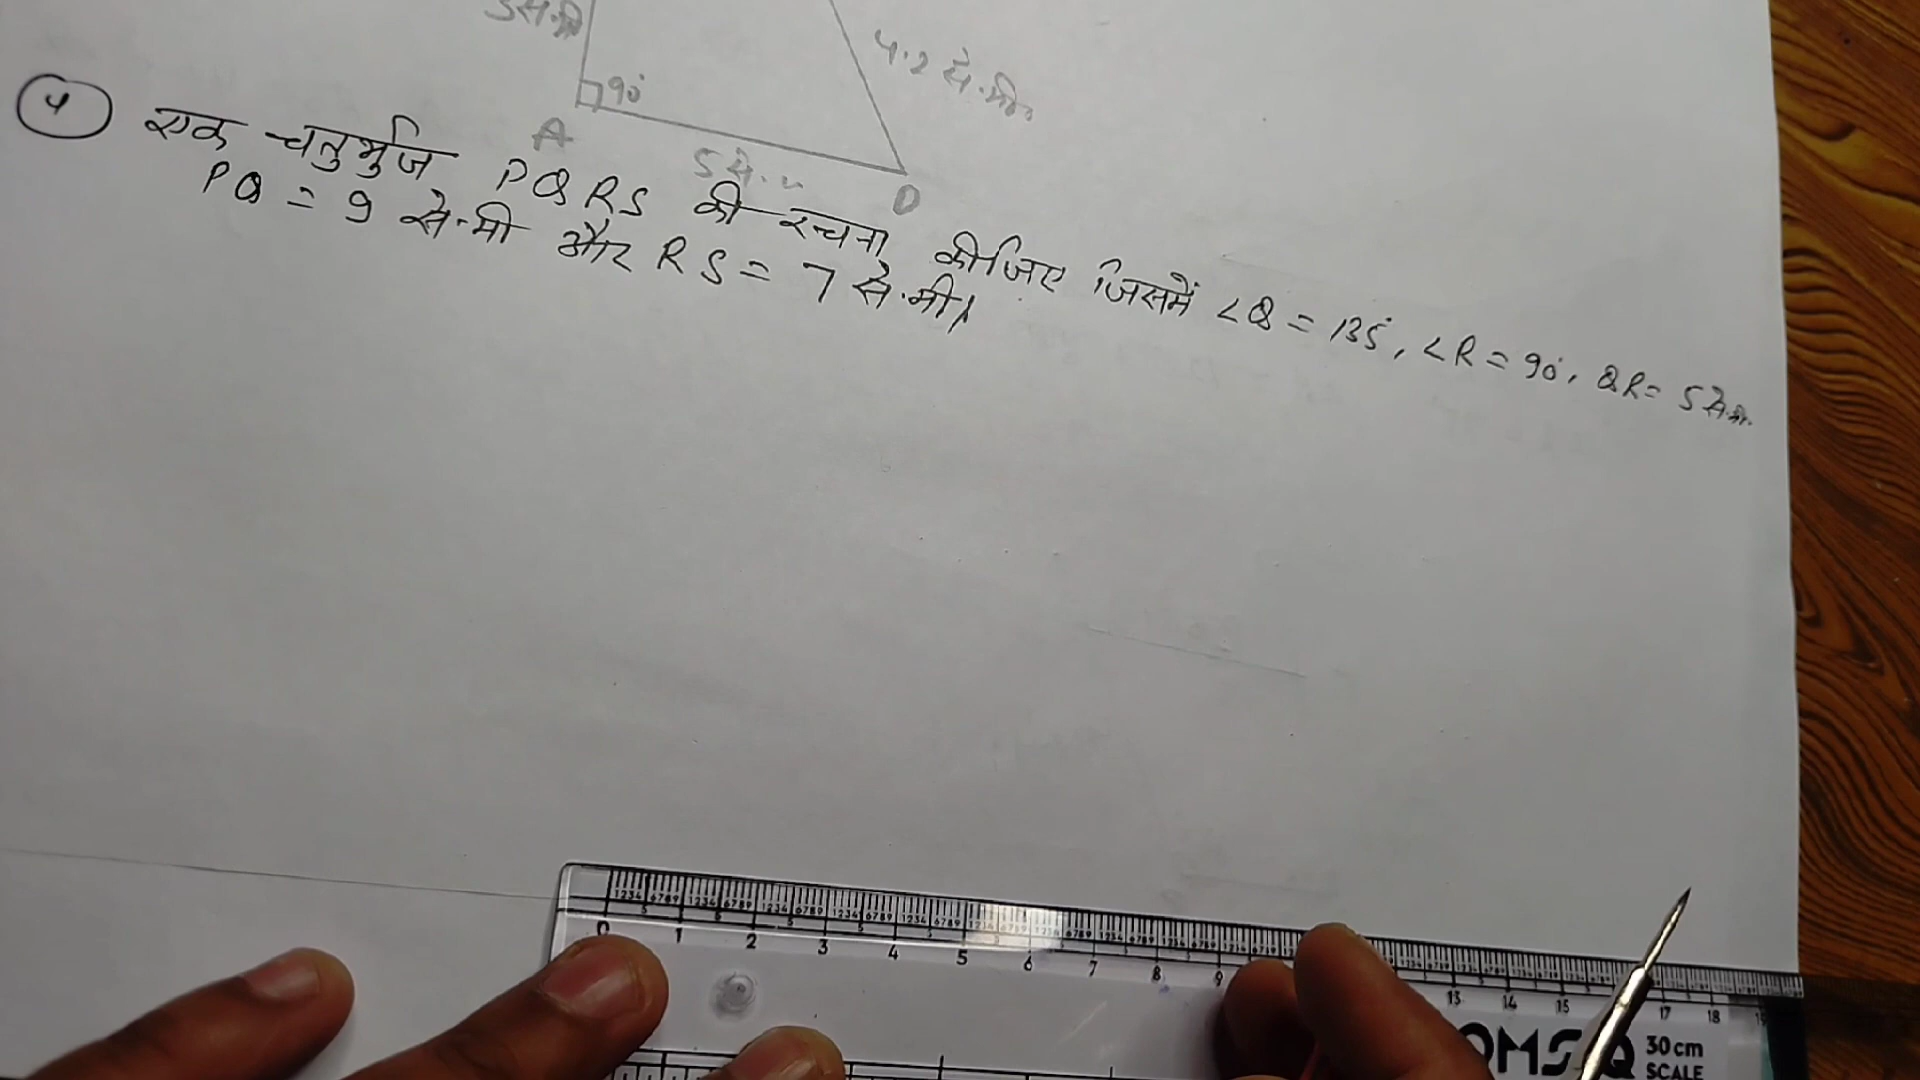 3से.मी
4.2 से.मी.
90°
A
5 से.
D
4
एक चतुर्भुज PQRS की रचना कीजिए जिसमें ∠Q = 135°, ∠R = 90°, QR = 5 से.मी.
PQ = 9 से.मी और RS = 7 से.मी।
0 1 2 3 4 5 6 7 8 9 13 14 15 17 18
30 cm
SCALE